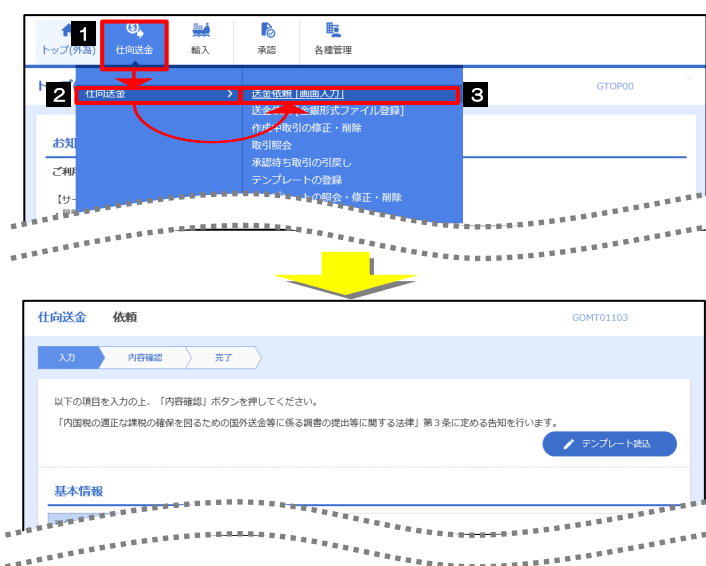 1
トップ(外為) 仕向送金 輸入 承認 各種管理
GTOP00
2 仕向送金 > 送金依頼 [画面入力] 3
金銀形式ファイル登録]
作成中取引の修正・削除
取引照会
承認待ち取引の引戻し
テンプレートの登録
の照会・修正・削除
お知
ご利用
【サー
仕向送金 依頼 GOMT01103
入力 内容確認 完了
以下の項目を入力の上、「内容確認」ボタンを押してください。
「内国税の適正な課税の確保を図るための国外送金等に係る調書の提出等に関する法律」第3条に定める告知を行います。
テンプレート読込
基本情報